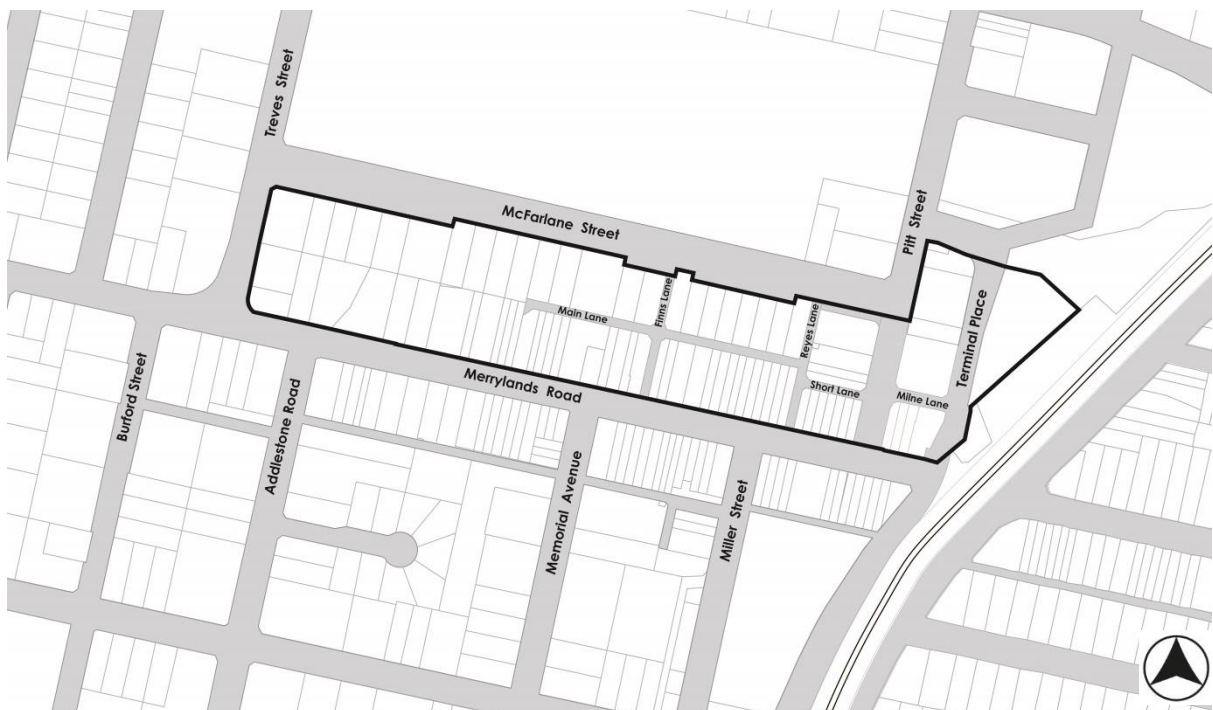 Treves Street
McFarlane Street
Pitt Street
Finns Lane
Main Lane
Reyes Lane
Terminal Place
Short Lane
Milne Lane
Merrylands Road
Burford Street
Addlestone Road
Memorial Avenue
Miller Street